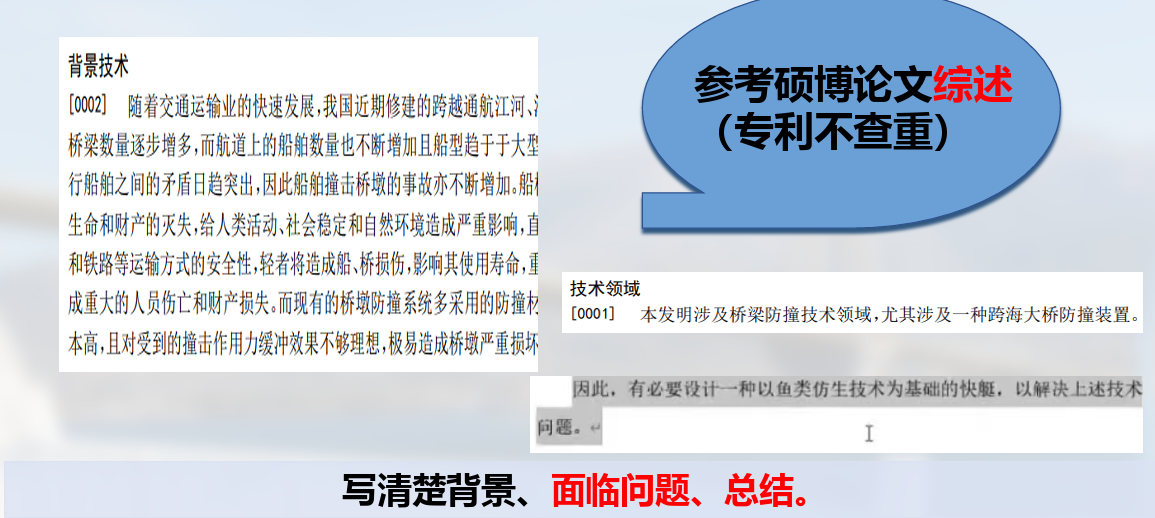 背景技术
[0002] 随着交通运输业的快速发展,我国近期修建的跨越通航江河、
桥梁数量逐步增多,而航道上的船舶数量也不断增加且船型趋于于大型
行船舶之间的矛盾日趋突出,因此船舶撞击桥墩的事故亦不断增加。船
生命和财产的灭失,给人类活动、社会稳定和自然环境造成严重影响,直
和铁路等运输方式的安全性,轻者将造成船、桥损伤,影响其使用寿命,重
成重大的人员伤亡和财产损失。而现有的桥墩防撞系统多采用的防撞材
本高,且对受到的撞击作用力缓冲效果不够理想,极易造成桥墩严重损坏
参考硕博论文综述
（专利不查重）
技术领域
[0001] 本发明涉及桥梁防撞技术领域,尤其涉及一种跨海大桥防撞装置。
因此，有必要设计一种以鱼类仿生技术为基础的快艇，以解决上述技术
问题。
写清楚背景、面临问题、总结。